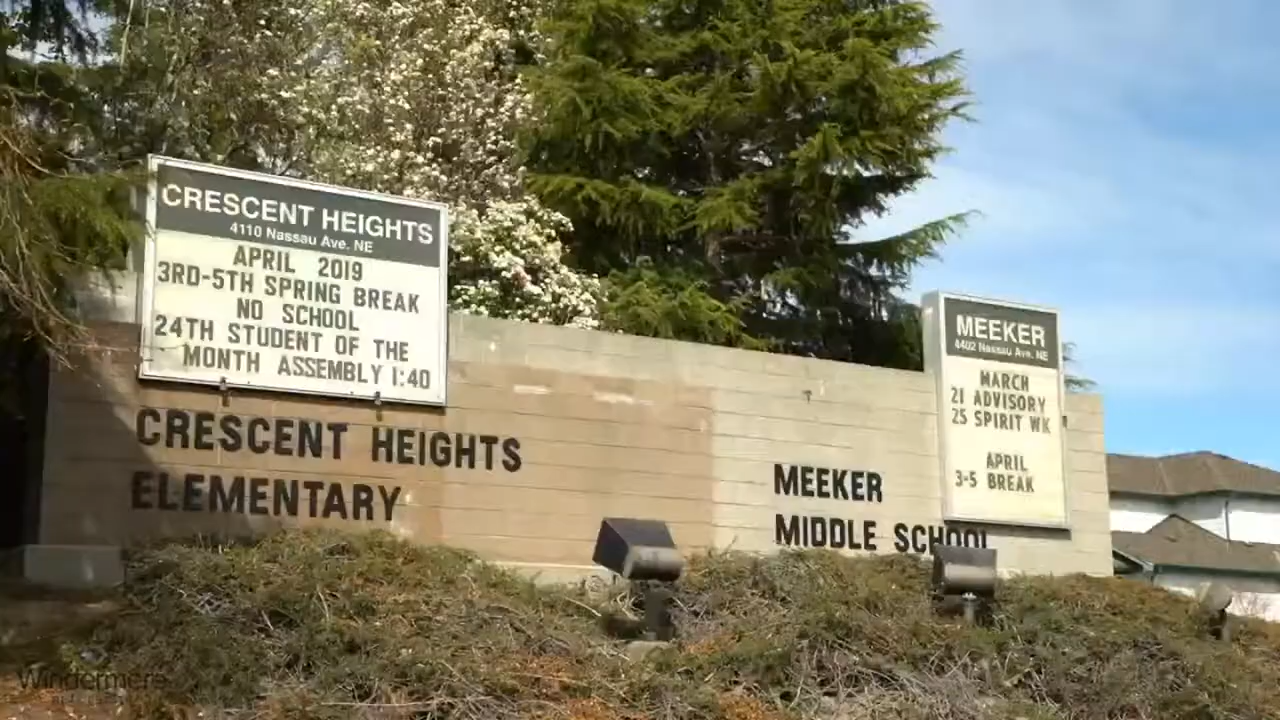 CRESCENT HEIGHTS
4110 Nassau Ave. NE
APRIL 2019
3RD-5TH SPRING BREAK
NO SCHOOL
24TH STUDENT OF THE
MONTH ASSEMBLY 1:40
CRESCENT HEIGHTS
ELEMENTARY
MEEKER
4402 Nassau Ave. NE
MARCH
21 ADVISORY
25 SPIRIT WK
APRIL
3-5 BREAK
MEEKER
MIDDLE SCHOOL
Windermere